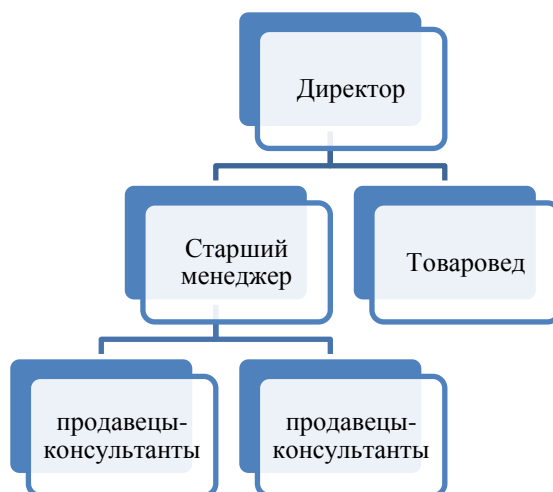 Директор
Старший
менеджер
Товаровед
продавецы-
консультанты
продавецы-
консультанты